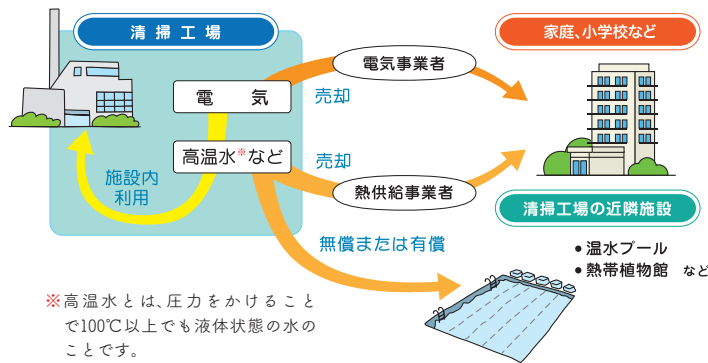 清掃工場
電気
高温水※など
施設内
利用
売却
電気事業者
売却
熱供給事業者
無償または有償
家庭、小学校など
清掃工場の近隣施設
●温水プール
●熱帯植物館 など
※高温水とは、圧力をかけること
で100℃以上でも液体状態の水の
ことです。